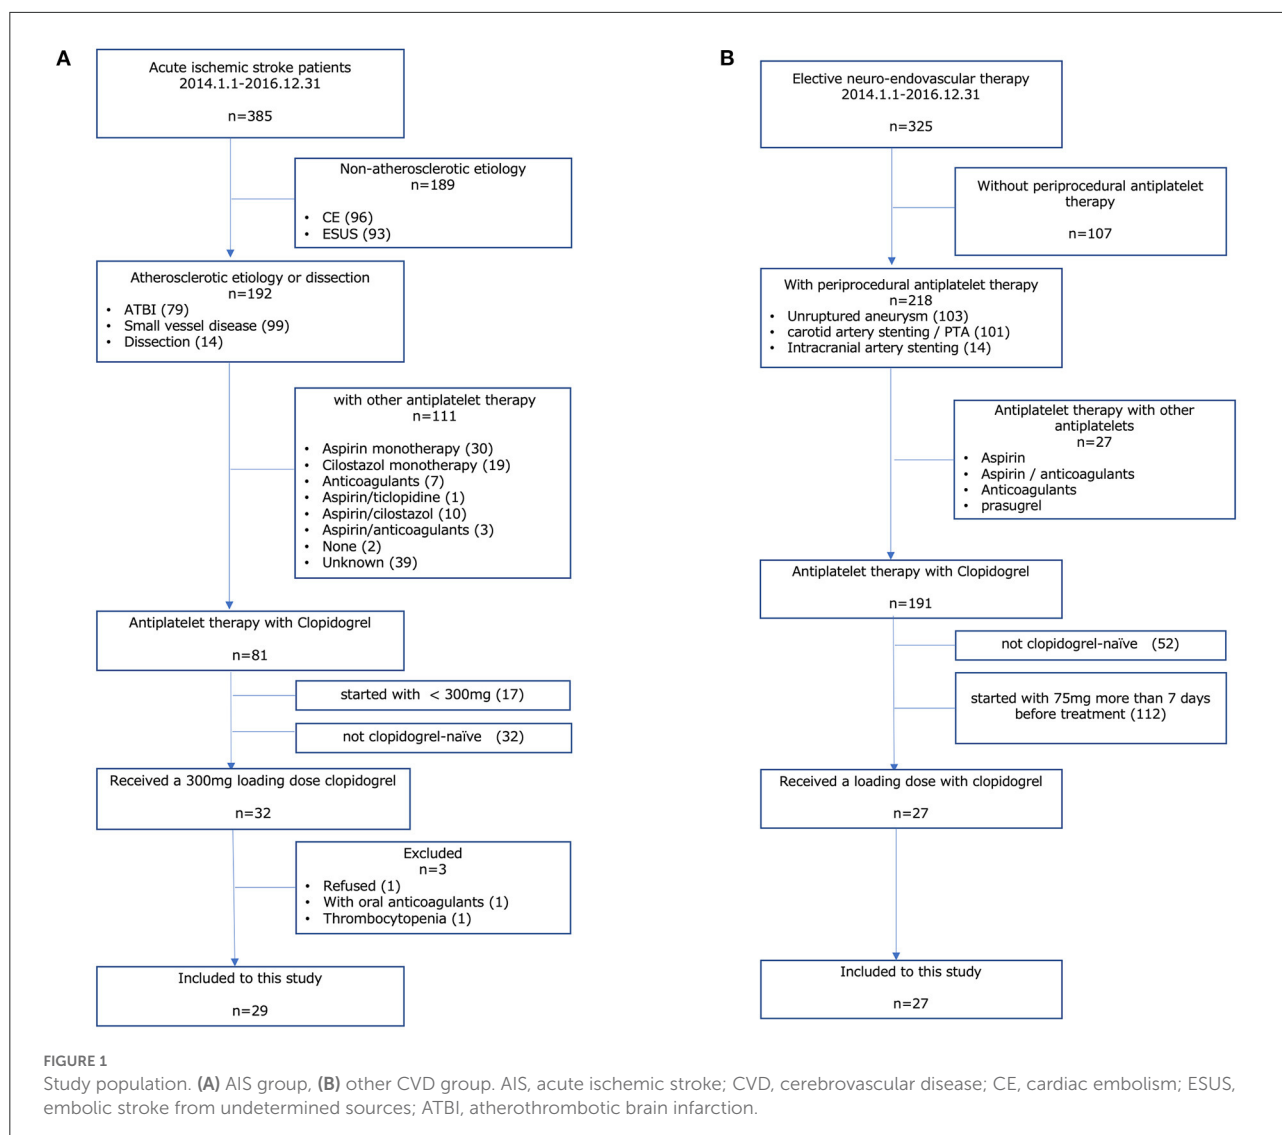 A
Acute ischemic stroke patients
2014.1.1-2016.12.31
n=385
Non-atherosclerotic etiology
n=189
• CE (96)
• ESUS (93)
Atherosclerotic etiology or dissection
n=192
• ATBI (79)
• Small vessel disease (99)
• Dissection (14)
with other antiplatelet therapy
n=111
• Aspirin monotherapy (30)
• Cilostazol monotherapy (19)
• Anticoagulants (7)
• Aspirin/ticlopidine (1)
• Aspirin/cilostazol (10)
• Aspirin/anticoagulants (3)
• None (2)
• Unknown (39)
Antiplatelet therapy with Clopidogrel
n=81
started with < 300mg (17)
not clopidogrel-naïve (32)
Received a 300mg loading dose clopidogrel
n=32
Excluded
n=3
• Refused (1)
• With oral anticoagulants (1)
• Thrombocytopenia (1)
Included to this study
n=29
B
Elective neuro-endovascular therapy
2014.1.1-2016.12.31
n=325
Without periprocedural antiplatelet
therapy
n=107
With periprocedural antiplatelet therapy
n=218
• Unruptured aneurysm (103)
• carotid artery stenting / PTA (101)
• Intracranial artery stenting (14)
Antiplatelet therapy with other
antiplatelets
n=27
• Aspirin
• Aspirin / anticoagulants
• Anticoagulants
• prasugrel
Antiplatelet therapy with Clopidogrel
n=191
not clopidogrel-naïve (52)
started with 75mg more than 7 days
before treatment (112)
Received a loading dose with clopidogrel
n=27
Included to this study
n=27
FIGURE 1
Study population. (A) AIS group, (B) other CVD group. AIS, acute ischemic stroke; CVD, cerebrovascular disease; CE, cardiac embolism; ESUS,
embolic stroke from undetermined sources; ATBI, atherothrombotic brain infarction.